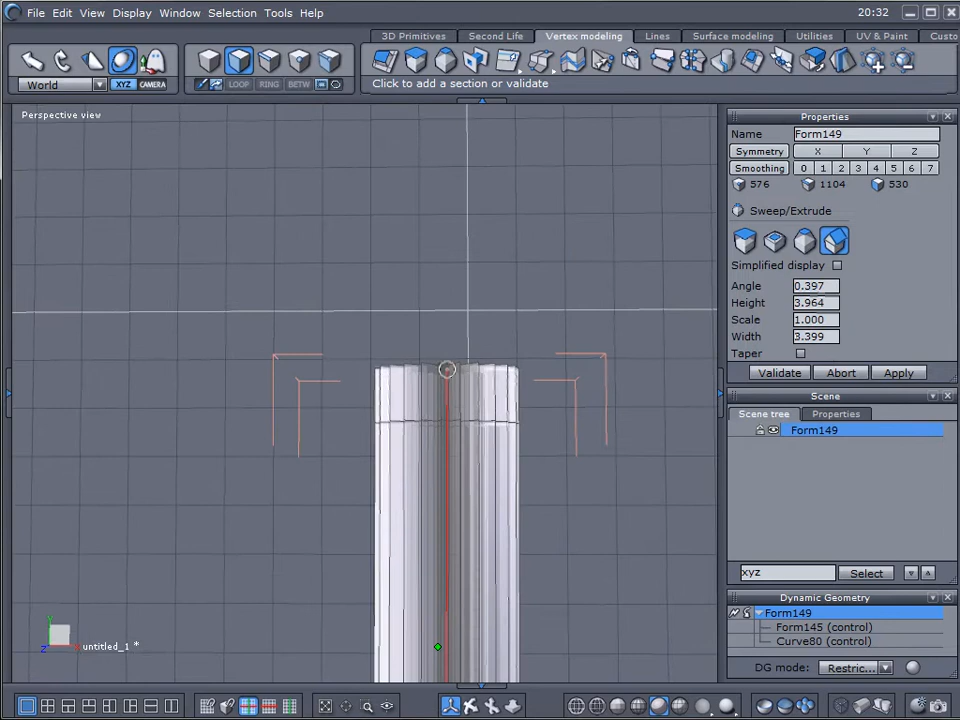 File Edit View Display Window Selection Tools Help 20:32
3D Primitives Second Life Vertex modeling Lines Surface modeling Utilities UV & Paint Custo
World XYZ CAMERA LOOP RING BETW Click to add a section or validate
Perspective view
Properties
Name Form149
Symmetry X Y Z
Smoothing 0 1 2 3 4 5 6 7
576 1104 530
Sweep/Extrude
Simplified display
Angle 0.397
Height 3.964
Scale 1.000
Width 3.399
Taper
Validate Abort Apply
Scene
Scene tree Properties
Form149
xyz Select
Dynamic Geometry
Form149
Form145 (control)
Curve80 (control)
DG mode: Restric...
Y
Z X untitled_1 *